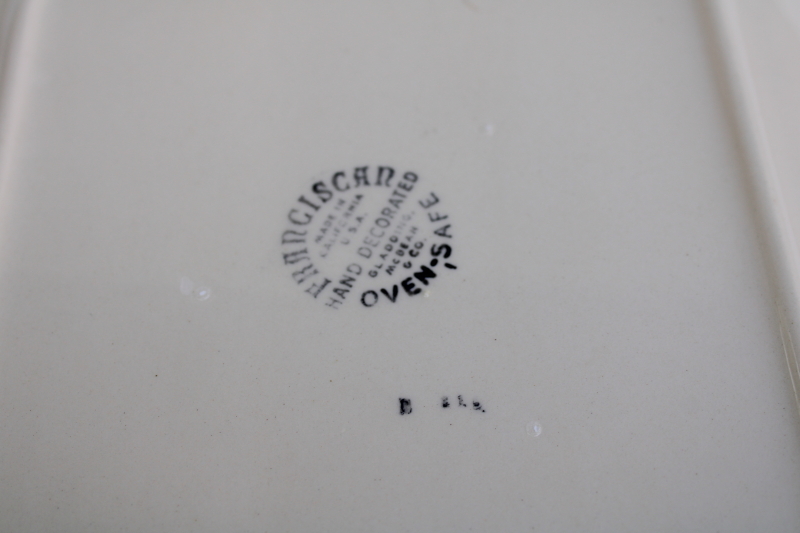 FRANCISCAN
MADE IN
CALIFORNIA
U.S.A.
HAND DECORATED
GLADDING,
McBEAN
& CO.
OVEN-SAFE